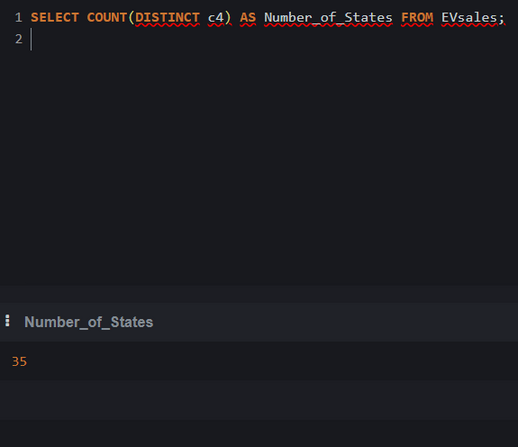 1 SELECT COUNT(DISTINCT c4) AS Number_of_States FROM EVsales;
2
Number_of_States
35